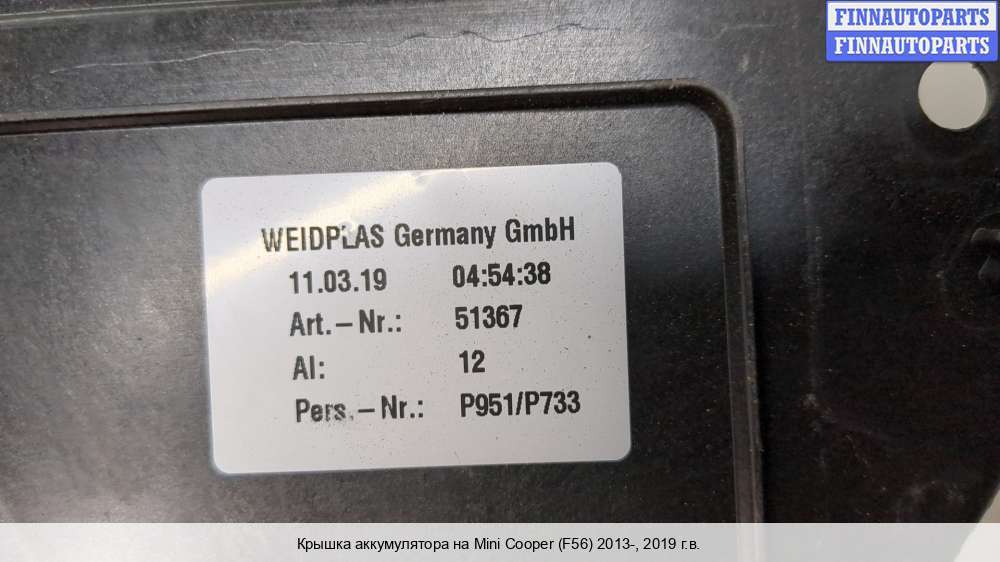 FINNAUTOPARTS
FINNAUTOPARTS
WEIDPLAS Germany GmbH
11.03.19 04:54:38
Art.–Nr.: 51367
AI: 12
Pers.–Nr.: P951/P733
Крышка аккумулятора на Mini Cooper (F56) 2013-, 2019 г.в.